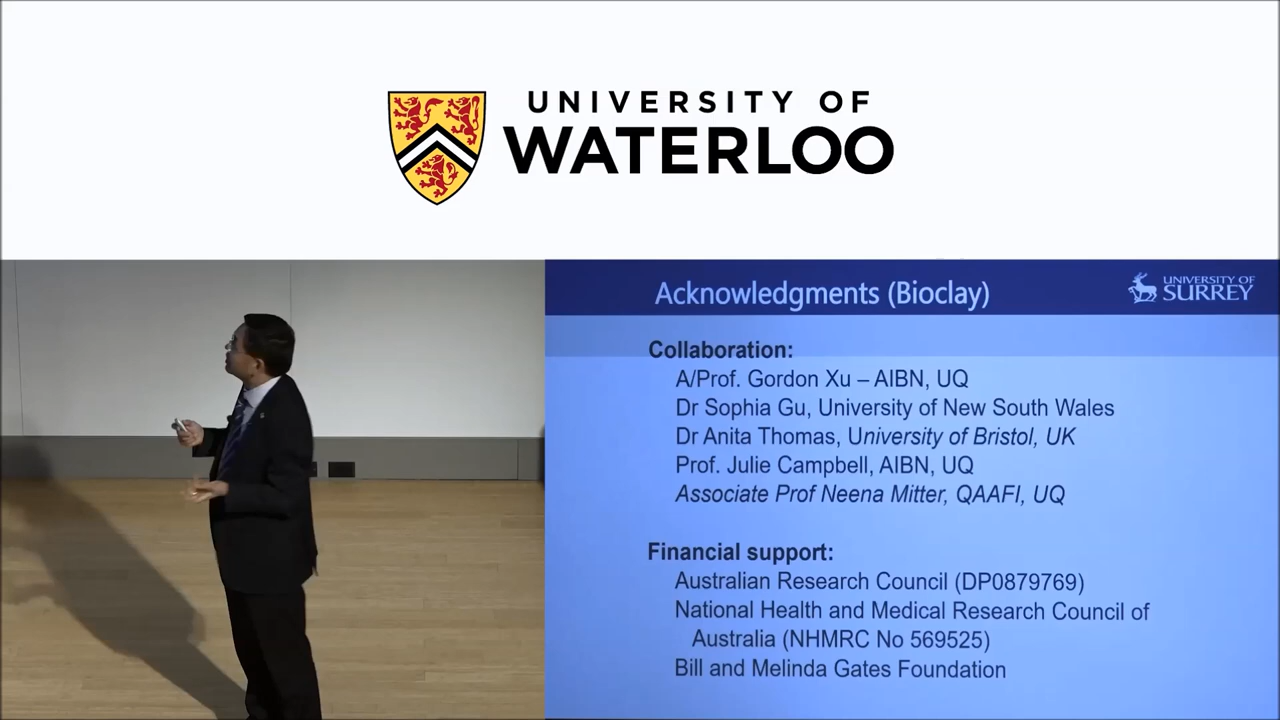 UNIVERSITY OF
WATERLOO
Acknowledgments (Bioclay)
UNIVERSITY OF
SURREY
Collaboration:
A/Prof. Gordon Xu – AIBN, UQ
Dr Sophia Gu, University of New South Wales
Dr Anita Thomas, University of Bristol, UK
Prof. Julie Campbell, AIBN, UQ
Associate Prof Neena Mitter, QAAFI, UQ
Financial support:
Australian Research Council (DP0879769)
National Health and Medical Research Council of
Australia (NHMRC No 569525)
Bill and Melinda Gates Foundation